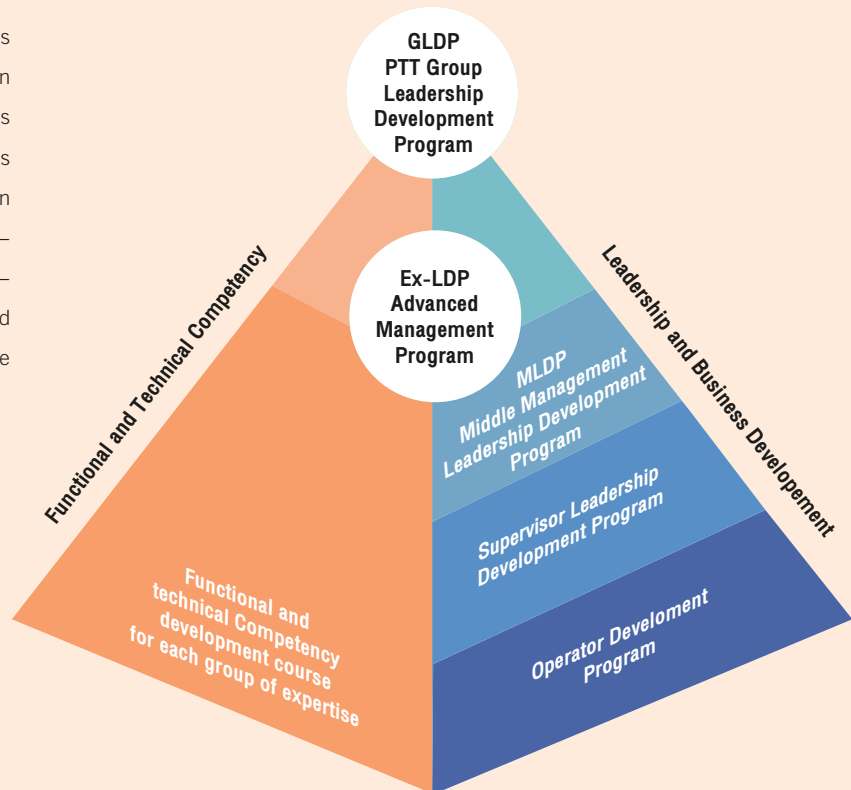 s
n
s
s
n
–
–
d
e
GLDP
PTT Group
Leadership
Development
Program
Ex-LDP
Advanced
Management
Program
Functional and Technical Competency
Leadership and Business Developement
MLDP
Middle Management
Leadership Development
Program
Supervisor Leadership
Development Program
Operator Develoment
Program
Functional and
technical Competency
development course
for each group of expertise